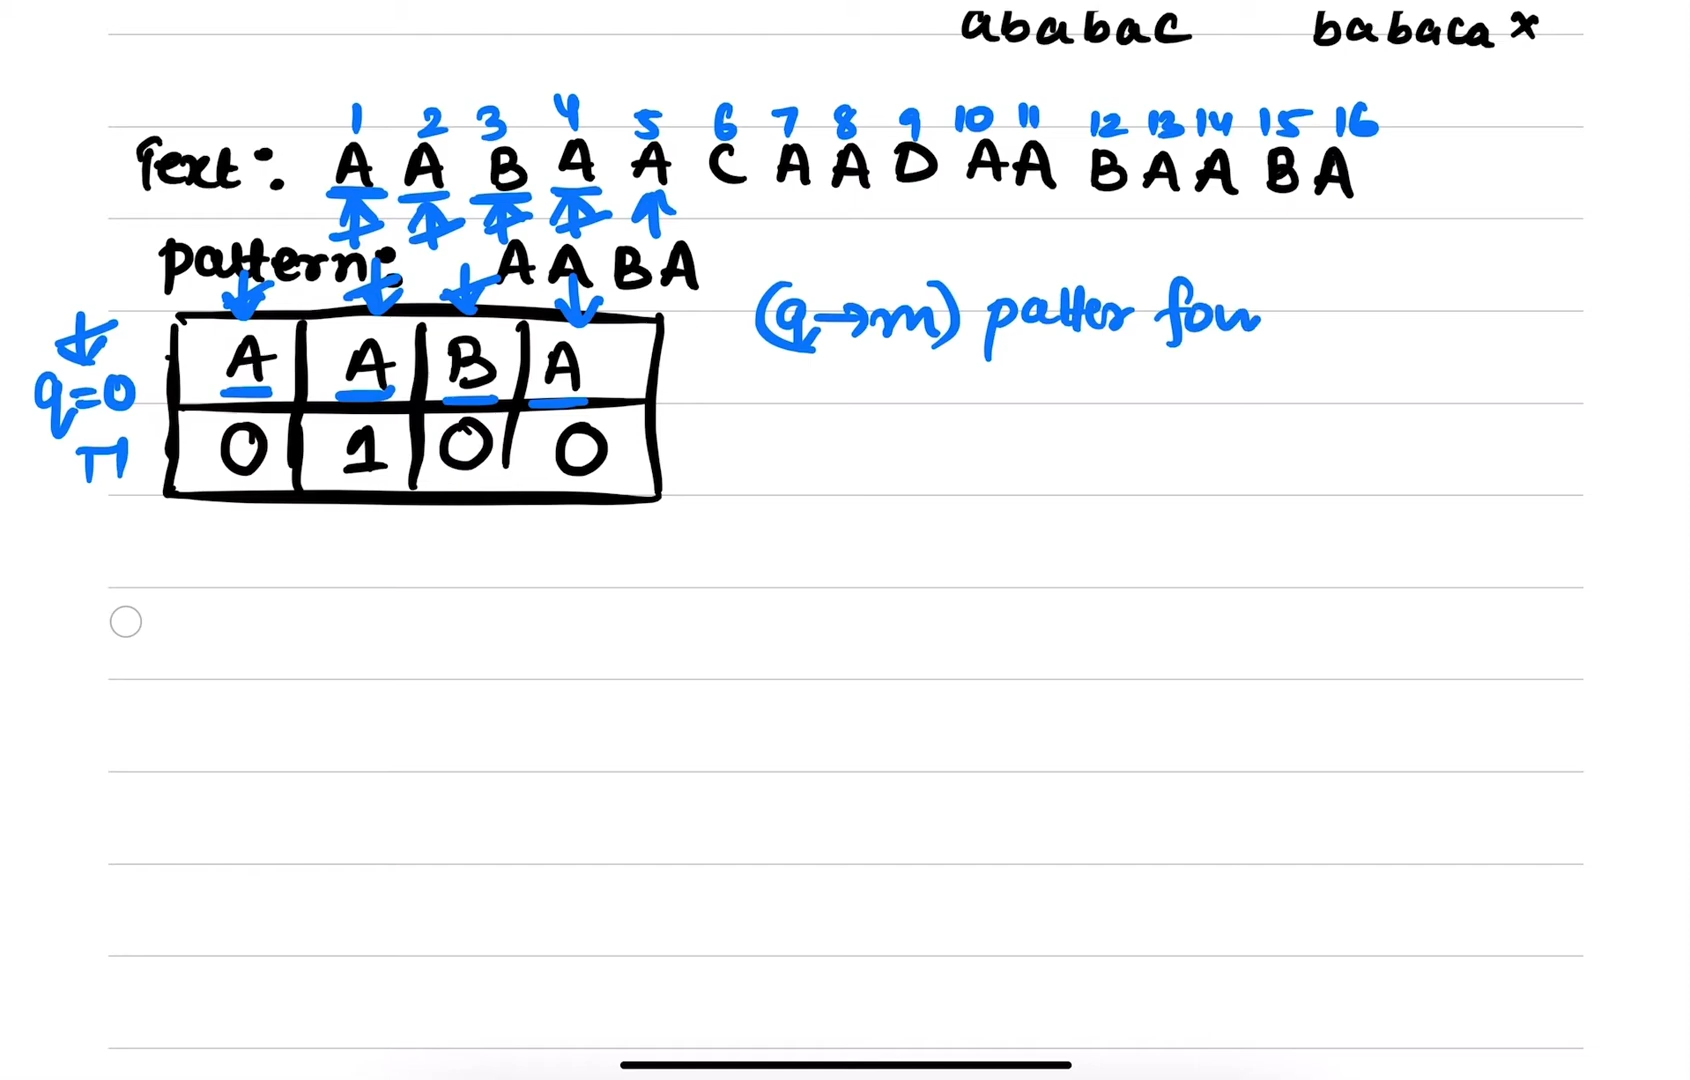 ababac babaca x
1 2 3 4 5 6 7 8 9 10 11 12 13 14 15 16
Text: A A B A A C A A D A A B A A B A
pattern: A A B A
(q→m) patter foun
q=0 A A B A
π 0 1 0 0